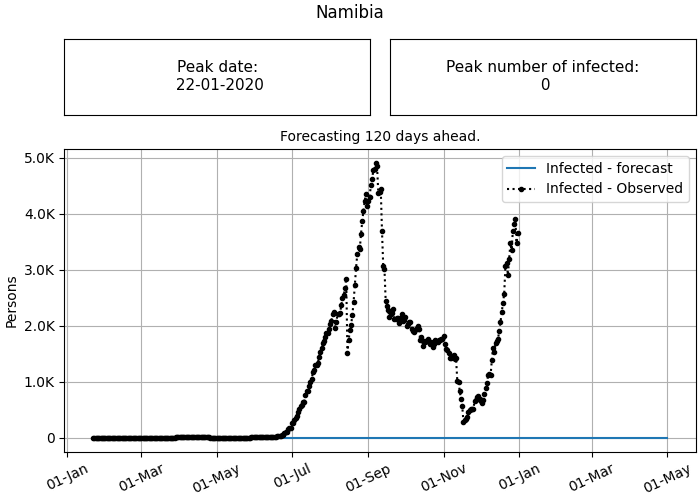 Namibia
Peak date:
22-01-2020
Peak number of infected:
0
Forecasting 120 days ahead.
5.0K
4.0K
3.0K
2.0K
1.0K
0
Persons
Infected - forecast
Infected - Observed
01-Jan
01-Mar
01-May
01-Jul
01-Sep
01-Nov
01-Jan
01-Mar
01-May